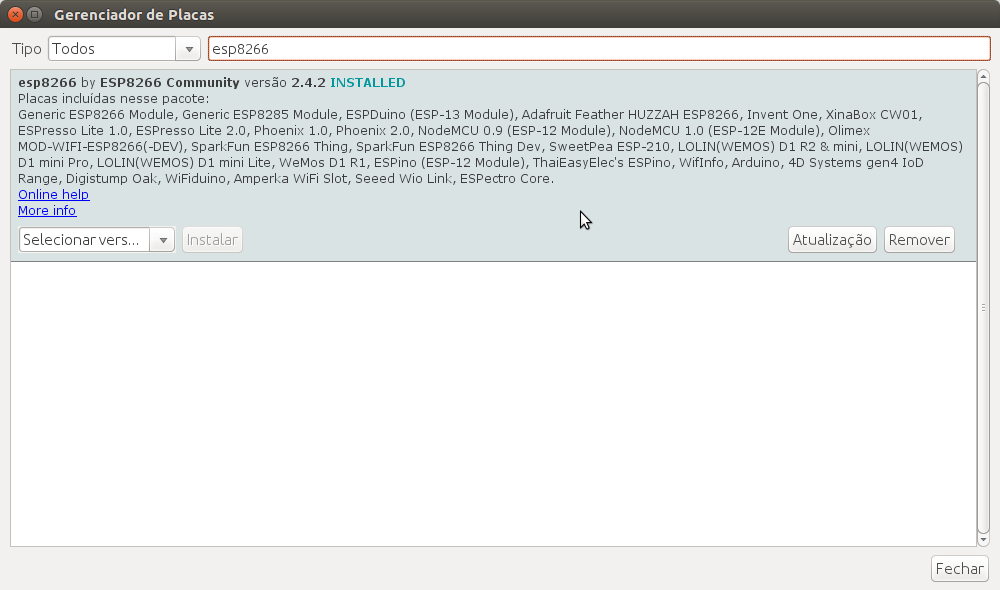 Gerenciador de Placas
Tipo Todos esp8266
esp8266 by ESP8266 Community versão 2.4.2 INSTALLED
Placas incluídas nesse pacote:
Generic ESP8266 Module, Generic ESP8285 Module, ESPDuino (ESP-13 Module), Adafruit Feather HUZZAH ESP8266, Invent One, XinaBox CW01,
ESPresso Lite 1.0, ESPresso Lite 2.0, Phoenix 1.0, Phoenix 2.0, NodeMCU 0.9 (ESP-12 Module), NodeMCU 1.0 (ESP-12E Module), Olimex
MOD-WIFI-ESP8266(-DEV), SparkFun ESP8266 Thing, SparkFun ESP8266 Thing Dev, SweetPea ESP-210, LOLIN(WEMOS) D1 R2 & mini, LOLIN(WEMOS)
D1 mini Pro, LOLIN(WEMOS) D1 mini Lite, WeMos D1 R1, ESPino (ESP-12 Module), ThaiEasyElec's ESPino, WifInfo, Arduino, 4D Systems gen4 IoD
Range, Digistump Oak, WiFiduino, Amperka WiFi Slot, Seeed Wio Link, ESPectro Core.
Online help
More info
Selecionar vers... Instalar Atualização Remover
Fechar